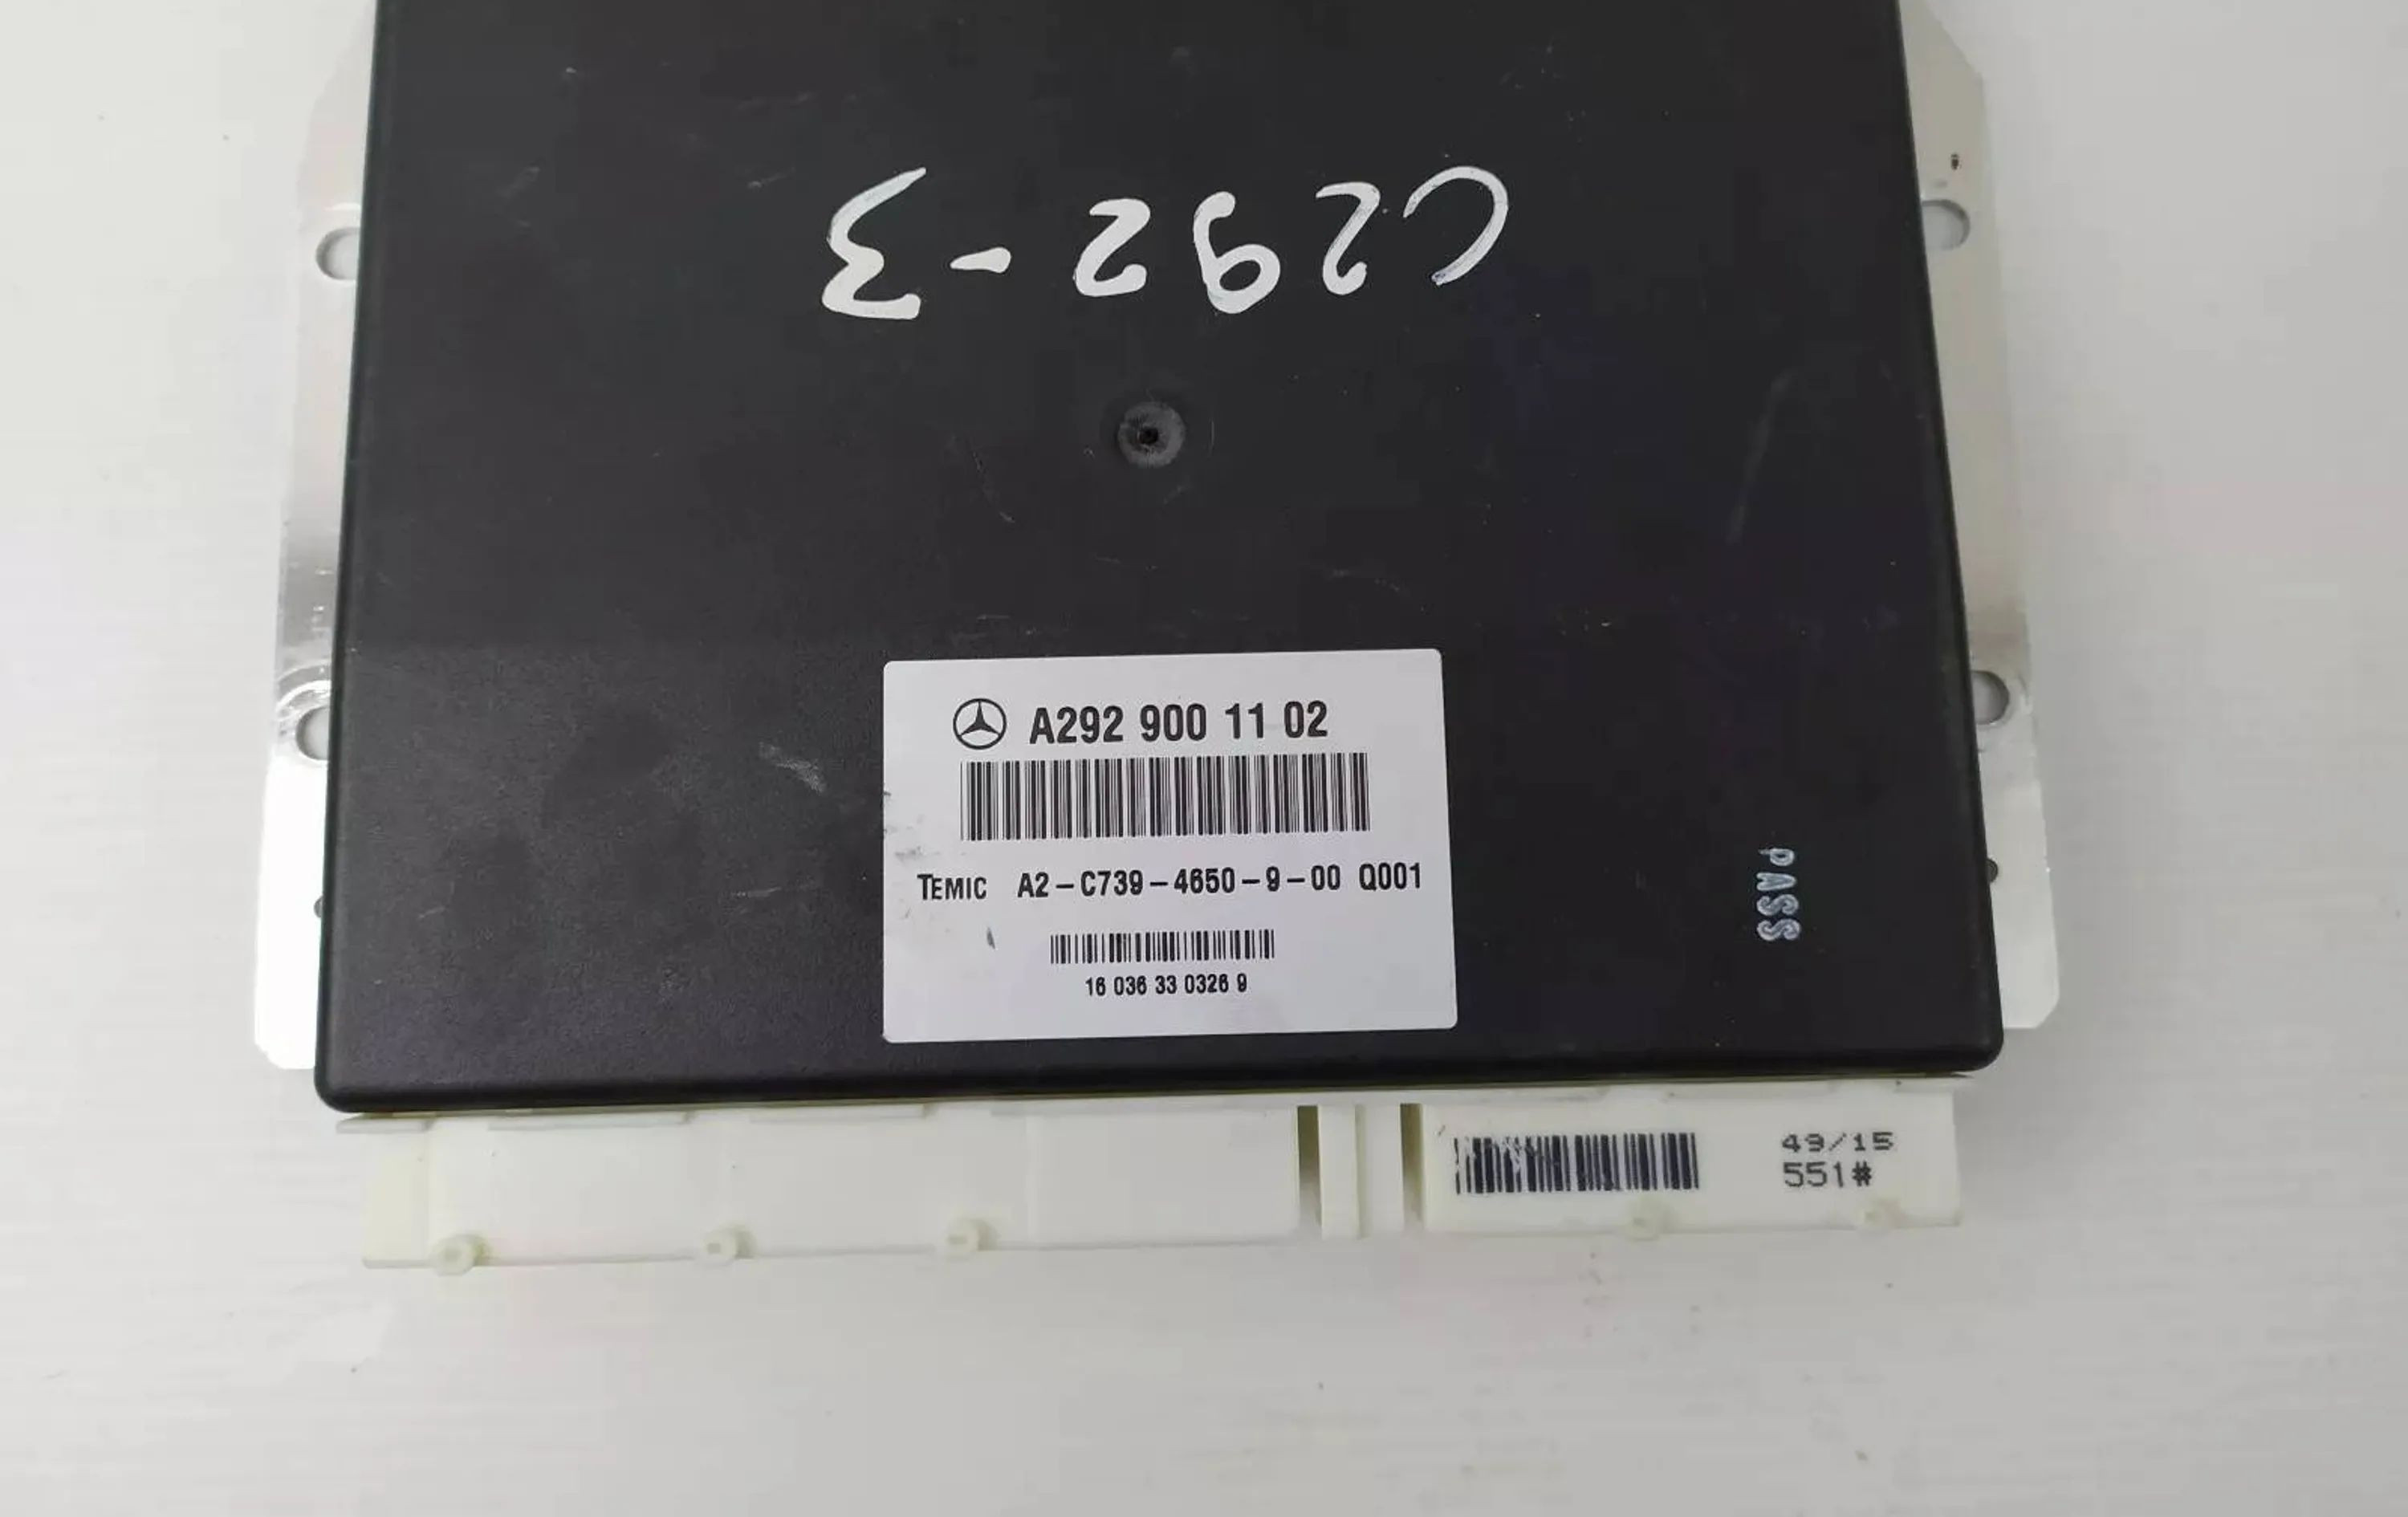 C292-3
A292 900 11 02
TEMIC A2-C739-4650-9-00 Q001
16 036 33 0326 9
PASS
49/15
551#